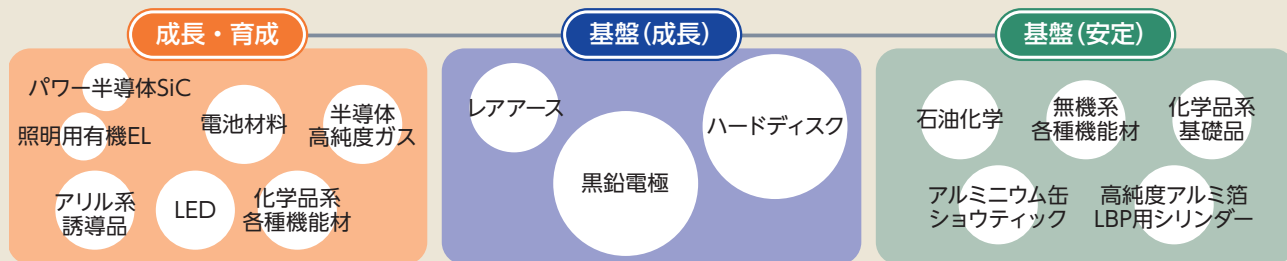 成長・育成
パワー半導体SiC
照明用有機EL
電池材料
半導体
高純度ガス
アリル系
誘導品
LED
化学品系
各種機能材
基盤(成長)
レアアース
黒鉛電極
ハードディスク
基盤(安定)
石油化学
無機系
各種機能材
化学品系
基礎品
アルミニウム缶
ショウティック
高純度アルミ箔
LBP用シリンダー